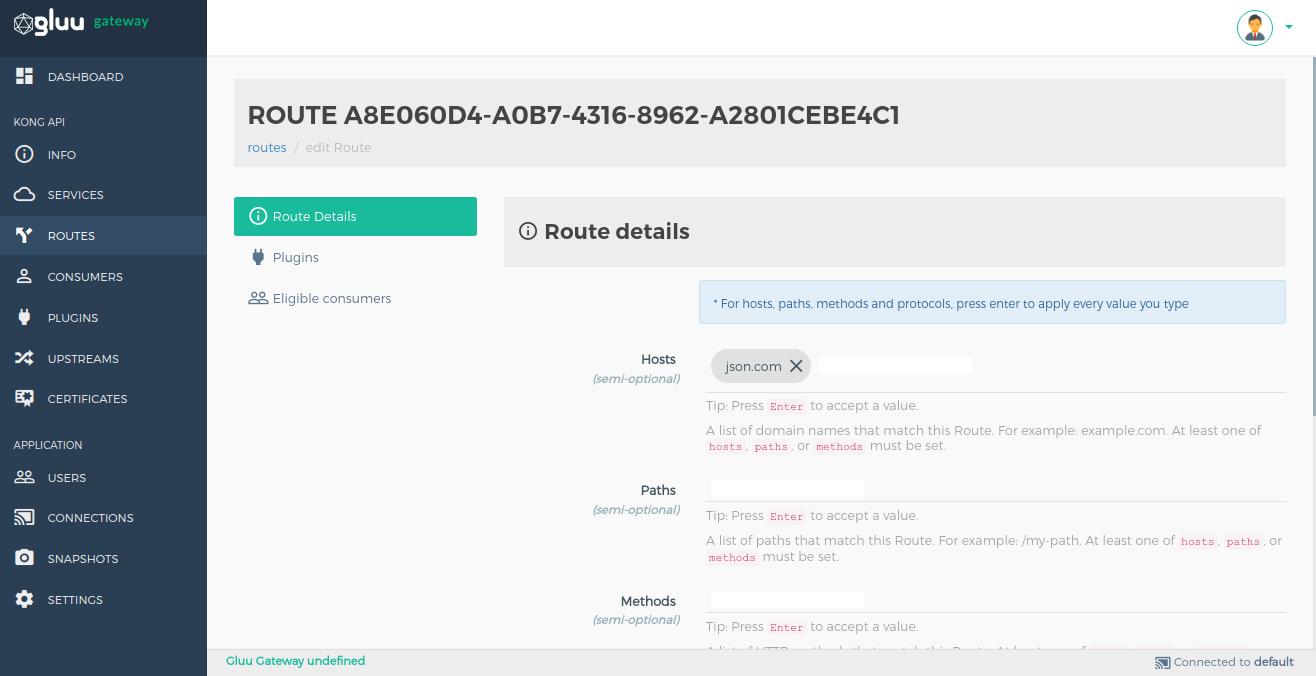 gluu gateway
DASHBOARD
KONG API
INFO
SERVICES
ROUTES
CONSUMERS
PLUGINS
UPSTREAMS
CERTIFICATES
APPLICATION
USERS
CONNECTIONS
SNAPSHOTS
SETTINGS
ROUTE A8E060D4-A0B7-4316-8962-A2801CEBE4C1
routes / edit Route
Route Details
Plugins
Eligible consumers
Route details
* For hosts, paths, methods and protocols, press enter to apply every value you type
Hosts
(semi-optional)
json.com
Tip: Press Enter to accept a value.
A list of domain names that match this Route. For example: example.com. At least one of
hosts, paths, or methods must be set.
Paths
(semi-optional)
Tip: Press Enter to accept a value.
A list of paths that match this Route. For example: /my-path. At least one of hosts, paths, or
methods must be set.
Methods
(semi-optional)
Tip: Press Enter to accept a value.
Gluu Gateway undefined
Connected to default